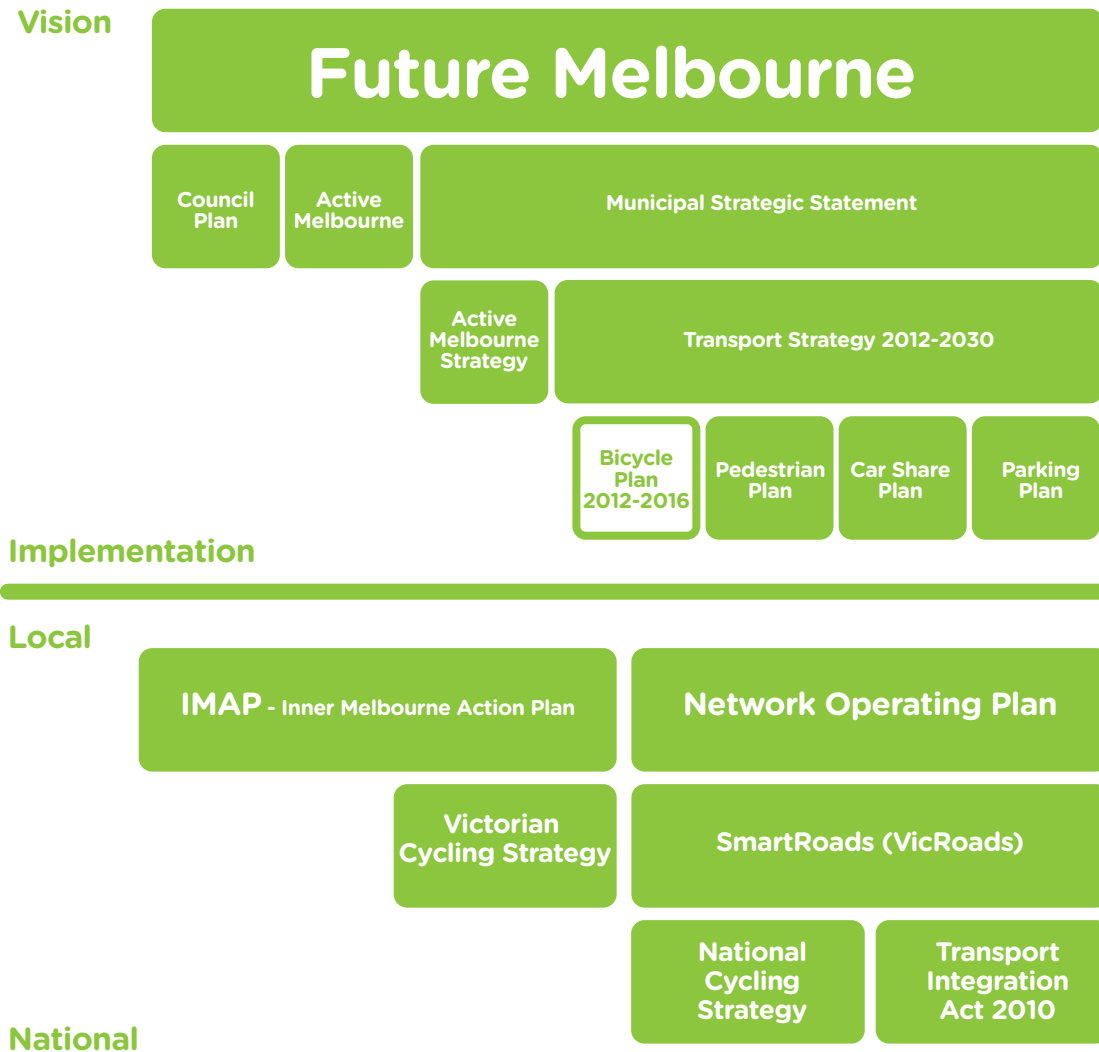 Vision
Future Melbourne
Council
Plan
Active
Melbourne
Municipal Strategic Statement
Active
Melbourne
Strategy
Transport Strategy 2012-2030
Bicycle
Plan
2012-2016
Pedestrian
Plan
Car Share
Plan
Parking
Plan
Implementation
Local
IMAP - Inner Melbourne Action Plan
Network Operating Plan
Victorian
Cycling Strategy
SmartRoads (VicRoads)
National
Cycling
Strategy
Transport
Integration
Act 2010
National